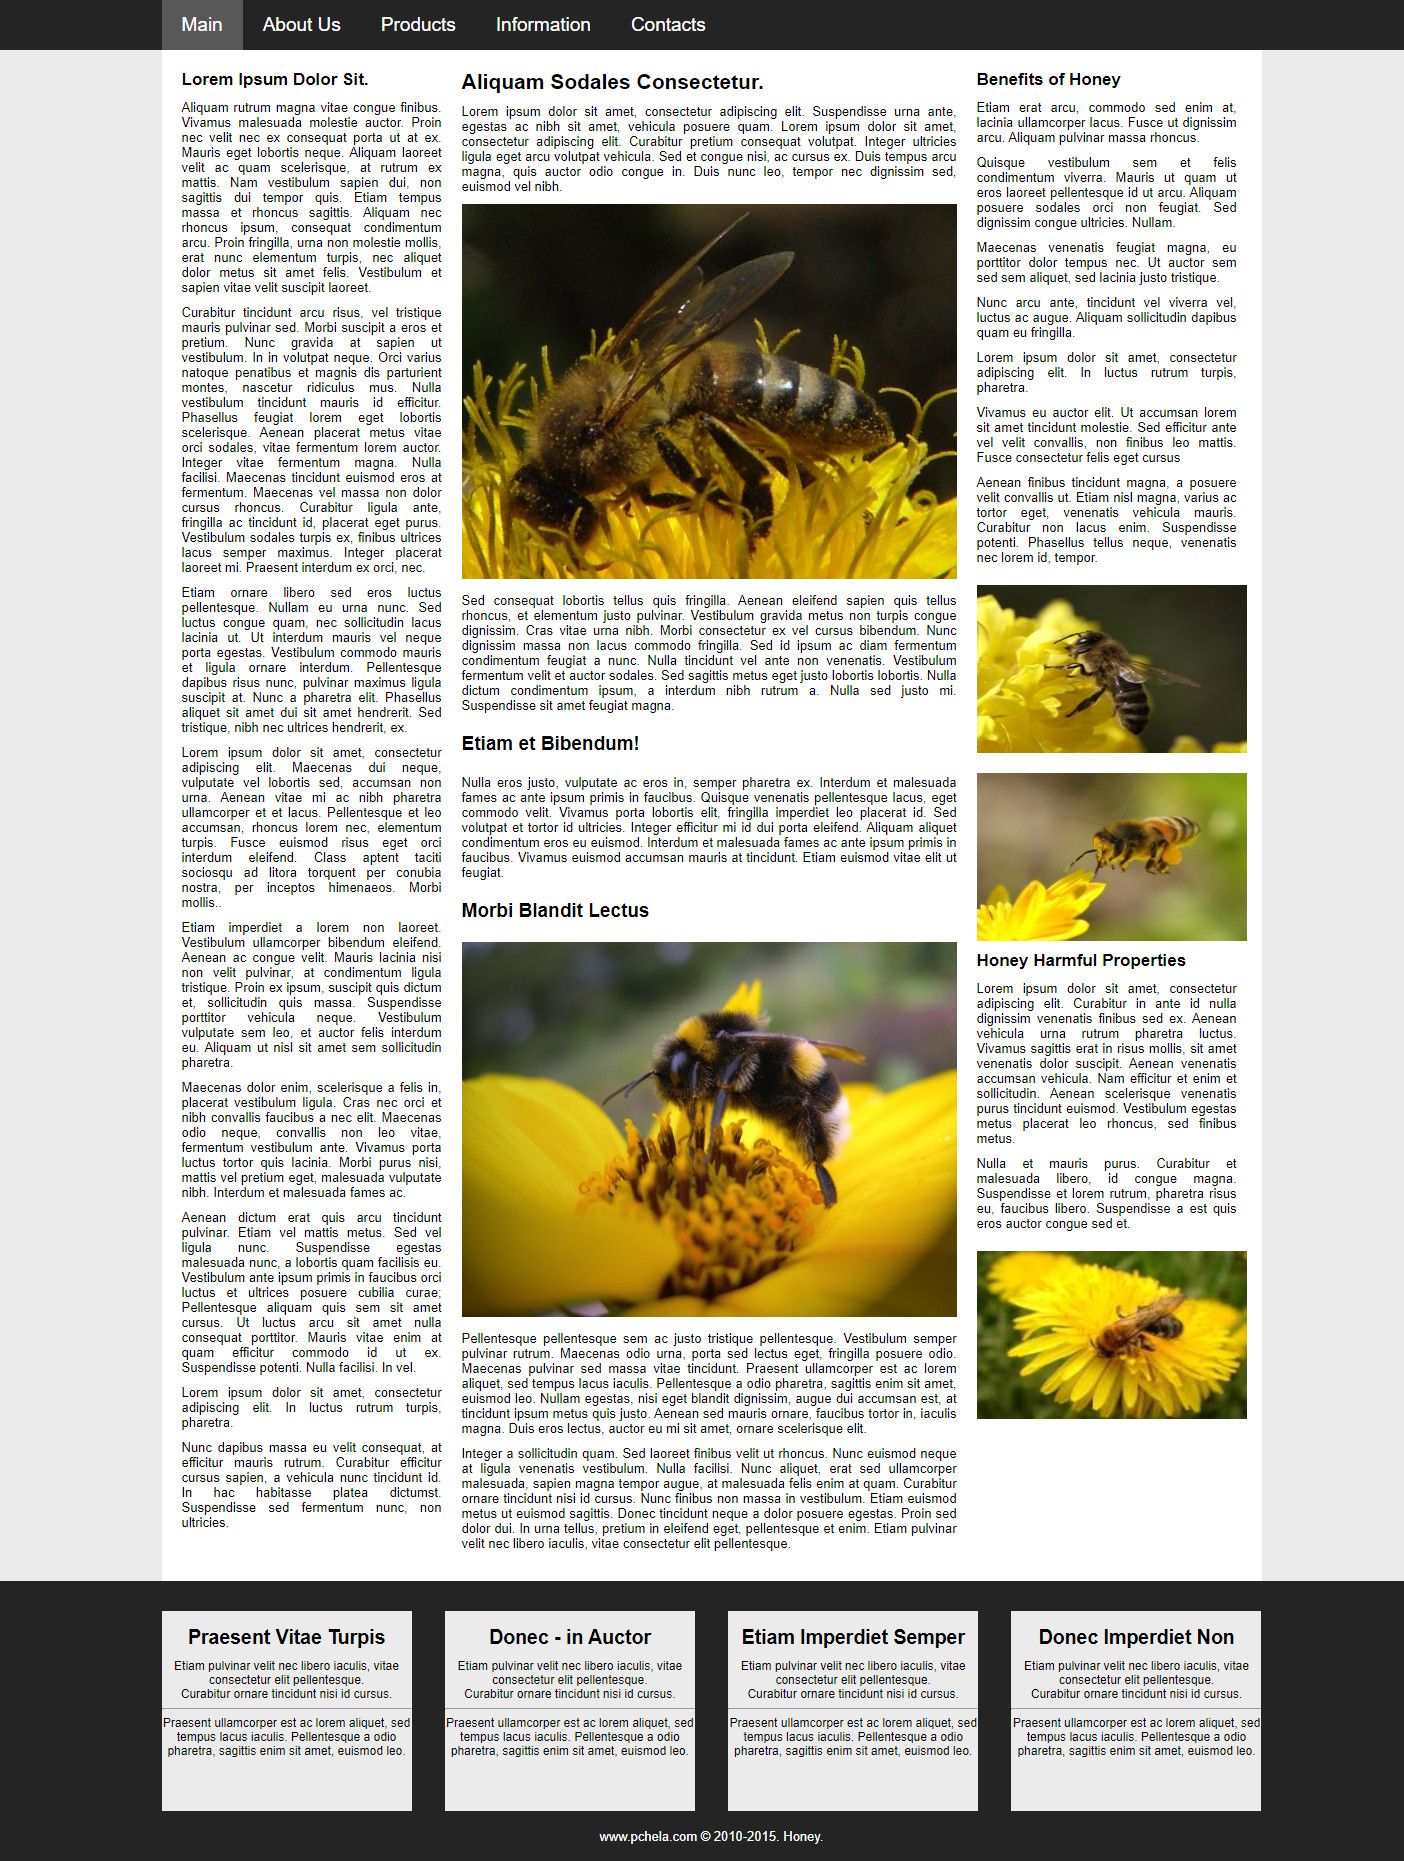 Main About Us Products Information Contacts
Lorem Ipsum Dolor Sit.
Aliquam rutrum magna vitae congue finibus.
Vivamus malesuada molestie auctor. Proin
nec velit nec ex consequat porta ut at ex.
Mauris eget lobortis neque. Aliquam laoreet
velit ac quam scelerisque, at rutrum ex
mattis. Nam vestibulum sapien dui, non
sagittis dui tempor quis. Etiam tempus
massa et rhoncus sagittis. Aliquam nec
rhoncus ipsum, consequat condimentum
arcu. Proin fringilla, urna non molestie mollis,
erat nunc elementum turpis, nec aliquet
dolor metus sit amet felis. Vestibulum et
sapien vitae velit suscipit laoreet.
Curabitur tincidunt arcu risus, vel tristique
mauris pulvinar sed. Morbi suscipit a eros et
pretium. Nunc gravida at sapien ut
vestibulum. In in volutpat neque. Orci varius
natoque penatibus et magnis dis parturient
montes, nascetur ridiculus mus. Nulla
vestibulum tincidunt mauris id efficitur.
Phasellus feugiat lorem eget lobortis
scelerisque. Aenean placerat metus vitae
orci sodales, vitae fermentum lorem auctor.
Integer vitae fermentum magna. Nulla
facilisi. Maecenas tincidunt euismod eros at
fermentum. Maecenas vel massa non dolor
cursus rhoncus. Curabitur ligula ante,
fringilla ac tincidunt id, placerat eget purus.
Vestibulum sodales turpis ex, finibus ultrices
lacus semper maximus. Integer placerat
laoreet mi. Praesent interdum ex orci, nec.
Etiam ornare libero sed eros luctus
pellentesque. Nullam eu urna nunc. Sed
luctus congue quam, nec sollicitudin lacus
lacinia ut. Ut interdum mauris vel neque
porta egestas. Vestibulum commodo mauris
et ligula ornare interdum. Pellentesque
dapibus risus nunc, pulvinar maximus ligula
suscipit at. Nunc a pharetra elit. Phasellus
aliquet sit amet dui sit amet hendrerit. Sed
tristique, nibh nec ultrices hendrerit, ex.
Lorem ipsum dolor sit amet, consectetur
adipiscing elit. Maecenas dui neque,
vulputate vel lobortis sed, accumsan non
urna. Aenean vitae mi ac nibh pharetra
ullamcorper et et lacus. Pellentesque et leo
accumsan, rhoncus lorem nec, elementum
turpis. Fusce euismod risus eget orci
interdum eleifend. Class aptent taciti
sociosqu ad litora torquent per conubia
nostra, per inceptos himenaeos. Morbi
mollis..
Etiam imperdiet a lorem non laoreet.
Vestibulum ullamcorper bibendum eleifend.
Aenean ac congue velit. Mauris lacinia nisi
non velit pulvinar, at condimentum ligula
tristique. Proin ex ipsum, suscipit quis dictum
et, sollicitudin quis massa. Suspendisse
porttitor vehicula neque. Vestibulum
vulputate sem leo, et auctor felis interdum
eu. Aliquam ut nisl sit amet sem sollicitudin
pharetra.
Maecenas dolor enim, scelerisque a felis in,
placerat vestibulum ligula. Cras nec orci et
nibh convallis faucibus a nec elit. Maecenas
odio neque, convallis non leo vitae,
fermentum vestibulum ante. Vivamus porta
luctus tortor quis lacinia. Morbi purus nisi,
mattis vel pretium eget, malesuada vulputate
nibh. Interdum et malesuada fames ac.
Aenean dictum erat quis arcu tincidunt
pulvinar. Etiam vel mattis metus. Sed vel
ligula nunc. Suspendisse egestas
malesuada nunc, a lobortis quam facilisis eu.
Vestibulum ante ipsum primis in faucibus orci
luctus et ultrices posuere cubilia curae;
Pellentesque aliquam quis sem sit amet
cursus. Ut luctus arcu sit amet nulla
consequat porttitor. Mauris vitae enim at
quam efficitur commodo id ut ex.
Suspendisse potenti. Nulla facilisi. In vel.
Lorem ipsum dolor sit amet, consectetur
adipiscing elit. In luctus rutrum turpis,
pharetra.
Nunc dapibus massa eu velit consequat, at
efficitur mauris rutrum. Curabitur efficitur
cursus sapien, a vehicula nunc tincidunt id.
In hac habitasse platea dictumst.
Suspendisse sed fermentum nunc, non
ultricies.
Aliquam Sodales Consectetur.
Lorem ipsum dolor sit amet, consectetur adipiscing elit. Suspendisse urna ante,
egestas ac nibh sit amet, vehicula posuere quam. Lorem ipsum dolor sit amet,
consectetur adipiscing elit. Curabitur pretium consequat volutpat. Integer ultricies
ligula eget arcu volutpat vehicula. Sed et congue nisi, ac cursus ex. Duis tempus arcu
magna, quis auctor odio congue in. Duis nunc leo, tempor nec dignissim sed,
euismod vel nibh.
Sed consequat lobortis tellus quis fringilla. Aenean eleifend sapien quis tellus
rhoncus, et elementum justo pulvinar. Vestibulum gravida metus non turpis congue
dignissim. Cras vitae urna nibh. Morbi consectetur ex vel cursus bibendum. Nunc
dignissim massa non lacus commodo fringilla. Sed id ipsum ac diam fermentum
condimentum feugiat a nunc. Nulla tincidunt vel ante non venenatis. Vestibulum
fermentum velit et auctor sodales. Sed sagittis metus eget justo lobortis lobortis. Nulla
dictum condimentum ipsum, a interdum nibh rutrum a. Nulla sed justo mi.
Suspendisse sit amet feugiat magna.
Etiam et Bibendum!
Nulla eros justo, vulputate ac eros in, semper pharetra ex. Interdum et malesuada
fames ac ante ipsum primis in faucibus. Quisque venenatis pellentesque lacus, eget
commodo velit. Vivamus porta lobortis elit, fringilla imperdiet leo placerat id. Sed
volutpat et tortor id ultricies. Integer efficitur mi id dui porta eleifend. Aliquam aliquet
condimentum eros eu euismod. Interdum et malesuada fames ac ante ipsum primis in
faucibus. Vivamus euismod accumsan mauris at tincidunt. Etiam euismod vitae elit ut
feugiat.
Morbi Blandit Lectus
Pellentesque pellentesque sem ac justo tristique pellentesque. Vestibulum semper
pulvinar rutrum. Maecenas odio urna, porta sed lectus eget, fringilla posuere odio.
Maecenas pulvinar sed massa vitae tincidunt. Praesent ullamcorper est ac lorem
aliquet, sed tempus lacus iaculis. Pellentesque a odio pharetra, sagittis enim sit amet,
euismod leo. Nullam egestas, nisi eget blandit dignissim, augue dui accumsan est, at
tincidunt ipsum metus quis justo. Aenean sed mauris ornare, faucibus tortor in, iaculis
magna. Duis eros lectus, auctor eu mi sit amet, ornare scelerisque elit.
Integer a sollicitudin quam. Sed laoreet finibus velit ut rhoncus. Nunc euismod neque
at ligula venenatis vestibulum. Nulla facilisi. Nunc aliquet, erat sed ullamcorper
malesuada, sapien magna tempor augue, at malesuada felis enim at quam. Curabitur
ornare tincidunt nisi id cursus. Nunc finibus non massa in vestibulum. Etiam euismod
metus ut euismod sagittis. Donec tincidunt neque a dolor posuere egestas. Proin sed
dolor dui. In urna tellus, pretium in eleifend eget, pellentesque et enim. Etiam pulvinar
velit nec libero iaculis, vitae consectetur elit pellentesque.
Benefits of Honey
Etiam erat arcu, commodo sed enim at,
lacinia ullamcorper lacus. Fusce ut dignissim
arcu. Aliquam pulvinar massa rhoncus.
Quisque vestibulum sem et felis
condimentum viverra. Mauris ut quam ut
eros laoreet pellentesque id ut arcu. Aliquam
posuere sodales orci non feugiat. Sed
dignissim congue ultricies. Nullam.
Maecenas venenatis feugiat magna, eu
porttitor dolor tempus nec. Ut auctor sem
sed sem aliquet, sed lacinia justo tristique.
Nunc arcu ante, tincidunt vel viverra vel,
luctus ac augue. Aliquam sollicitudin dapibus
quam eu fringilla.
Lorem ipsum dolor sit amet, consectetur
adipiscing elit. In luctus rutrum turpis,
pharetra.
Vivamus eu auctor elit. Ut accumsan lorem
sit amet tincidunt molestie. Sed efficitur ante
vel velit convallis, non finibus leo mattis.
Fusce consectetur felis eget cursus
Aenean finibus tincidunt magna, a posuere
velit convallis ut. Etiam nisl magna, varius ac
tortor eget, venenatis vehicula mauris.
Curabitur non lacus enim. Suspendisse
potenti. Phasellus tellus neque, venenatis
nec lorem id, tempor.
Honey Harmful Properties
Lorem ipsum dolor sit amet, consectetur
adipiscing elit. Curabitur in ante id nulla
dignissim venenatis finibus sed ex. Aenean
vehicula urna rutrum pharetra luctus.
Vivamus sagittis erat in risus mollis, sit amet
venenatis dolor suscipit. Aenean venenatis
accumsan vehicula. Nam efficitur et enim et
sollicitudin. Aenean scelerisque venenatis
purus tincidunt euismod. Vestibulum egestas
metus placerat leo rhoncus, sed finibus
metus.
Nulla et mauris purus. Curabitur et
malesuada libero, id congue magna.
Suspendisse et lorem rutrum, pharetra risus
eu, faucibus libero. Suspendisse a est quis
eros auctor congue sed et.
Praesent Vitae Turpis
Etiam pulvinar velit nec libero iaculis, vitae
consectetur elit pellentesque.
Curabitur ornare tincidunt nisi id cursus.
Praesent ullamcorper est ac lorem aliquet, sed
tempus lacus iaculis. Pellentesque a odio
pharetra, sagittis enim sit amet, euismod leo.
Donec - in Auctor
Etiam pulvinar velit nec libero iaculis, vitae
consectetur elit pellentesque.
Curabitur ornare tincidunt nisi id cursus.
Praesent ullamcorper est ac lorem aliquet, sed
tempus lacus iaculis. Pellentesque a odio
pharetra, sagittis enim sit amet, euismod leo.
Etiam Imperdiet Semper
Etiam pulvinar velit nec libero iaculis, vitae
consectetur elit pellentesque.
Curabitur ornare tincidunt nisi id cursus.
Praesent ullamcorper est ac lorem aliquet, sed
tempus lacus iaculis. Pellentesque a odio
pharetra, sagittis enim sit amet, euismod leo.
Donec Imperdiet Non
Etiam pulvinar velit nec libero iaculis, vitae
consectetur elit pellentesque.
Curabitur ornare tincidunt nisi id cursus.
Praesent ullamcorper est ac lorem aliquet, sed
tempus lacus iaculis. Pellentesque a odio
pharetra, sagittis enim sit amet, euismod leo.
www.pchela.com © 2010-2015. Honey.